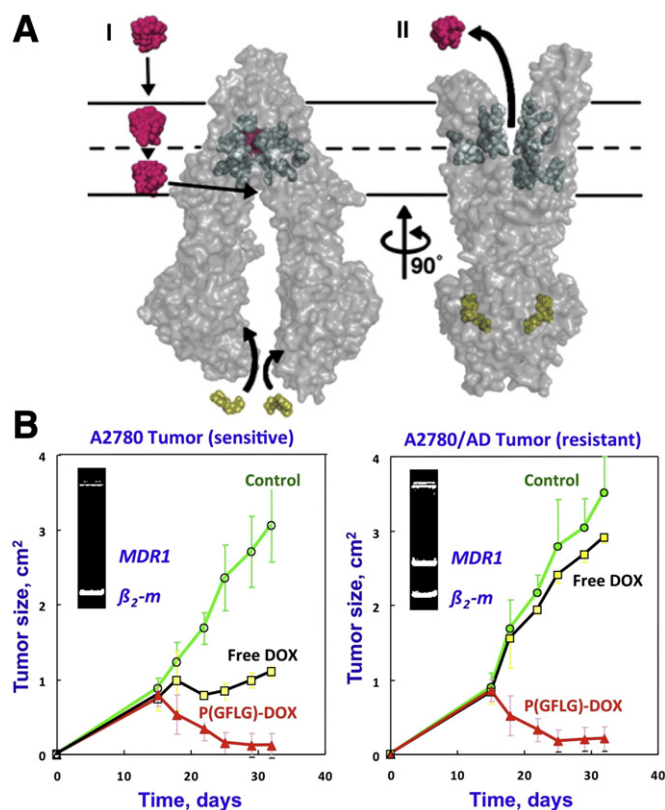 A
I
II
90°
B
A2780 Tumor (sensitive)
A2780/AD Tumor (resistant)
Tumor size, cm²
4
3
2
1
0
MDR1
β₂-m
Control
Free DOX
P(GFLG)-DOX
0
10
20
30
40
Time, days
Tumor size, cm²
4
3
2
1
0
MDR1
β₂-m
Control
Free DOX
P(GFLG)-DOX
0
10
20
30
40
Time, days